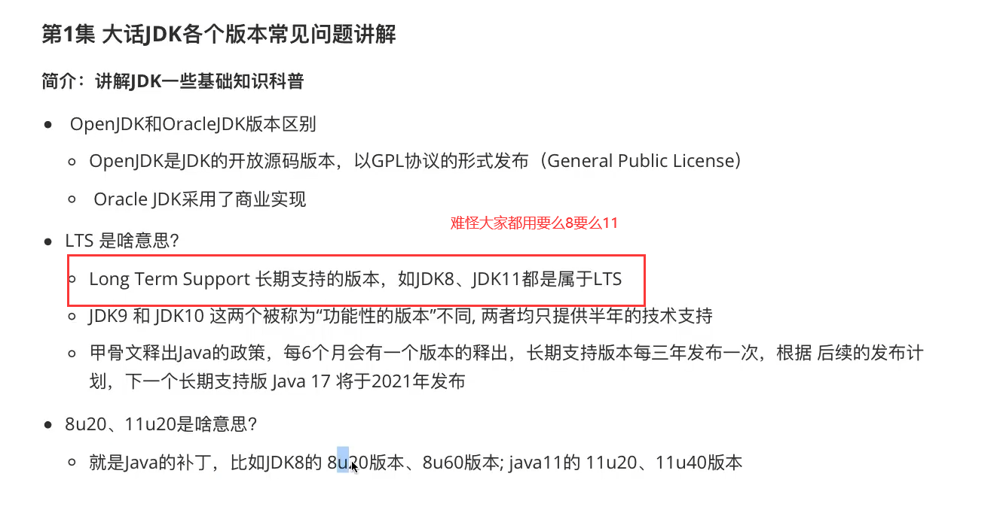 第1集 大话JDK各个版本常见问题讲解
简介：讲解JDK一些基础知识科普
OpenJDK和OracleJDK版本区别
OpenJDK是JDK的开放源码版本，以GPL协议的形式发布（General Public License）
Oracle JDK采用了商业实现
难怪大家都用要么8要么11
LTS 是啥意思？
Long Term Support 长期支持的版本，如JDK8、JDK11都是属于LTS
JDK9 和 JDK10 这两个被称为“功能性的版本”不同, 两者均只提供半年的技术支持
甲骨文释出Java的政策，每6个月会有一个版本的释出，长期支持版本每三年发布一次，根据 后续的发布计
划，下一个长期支持版 Java 17 将于2021年发布
8u20、11u20是啥意思？
就是Java的补丁，比如JDK8的 8u20版本、8u60版本; java11的 11u20、11u40版本